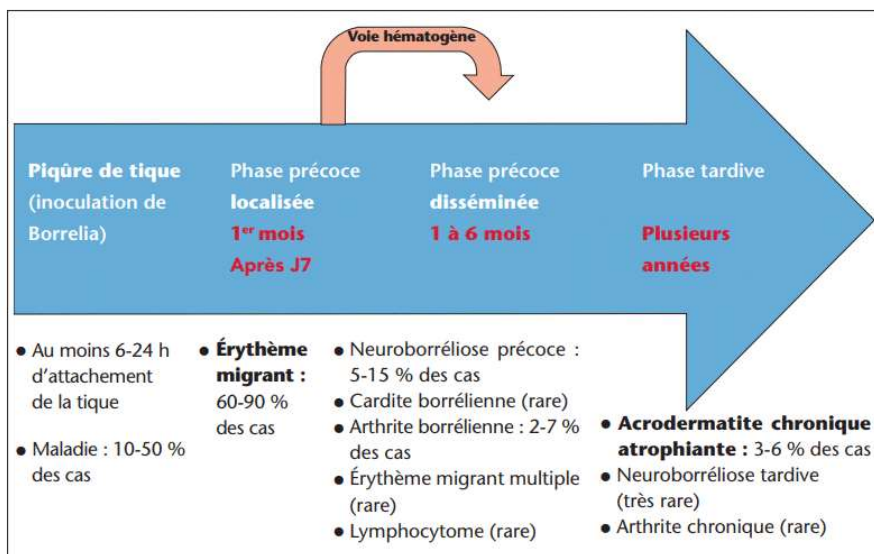 Voie hématogène
Piqûre de tique
(inoculation de
Borrelia)
Phase précoce
localisée
1er mois
Après J7
Phase précoce
disséminée
1 à 6 mois
Phase tardive
Plusieurs
années
• Au moins 6-24 h
d'attachement
de la tique
• Maladie : 10-50 %
des cas
• Érythème
migrant :
60-90 %
des cas
• Neuroborréliose précoce :
5-15 % des cas
• Cardite borrélienne (rare)
• Arthrite borrélienne : 2-7 %
des cas
• Érythème migrant multiple
(rare)
• Lymphocytome (rare)
• Acrodermatite chronique
atrophiante : 3-6 % des cas
• Neuroborréliose tardive
(très rare)
• Arthrite chronique (rare)